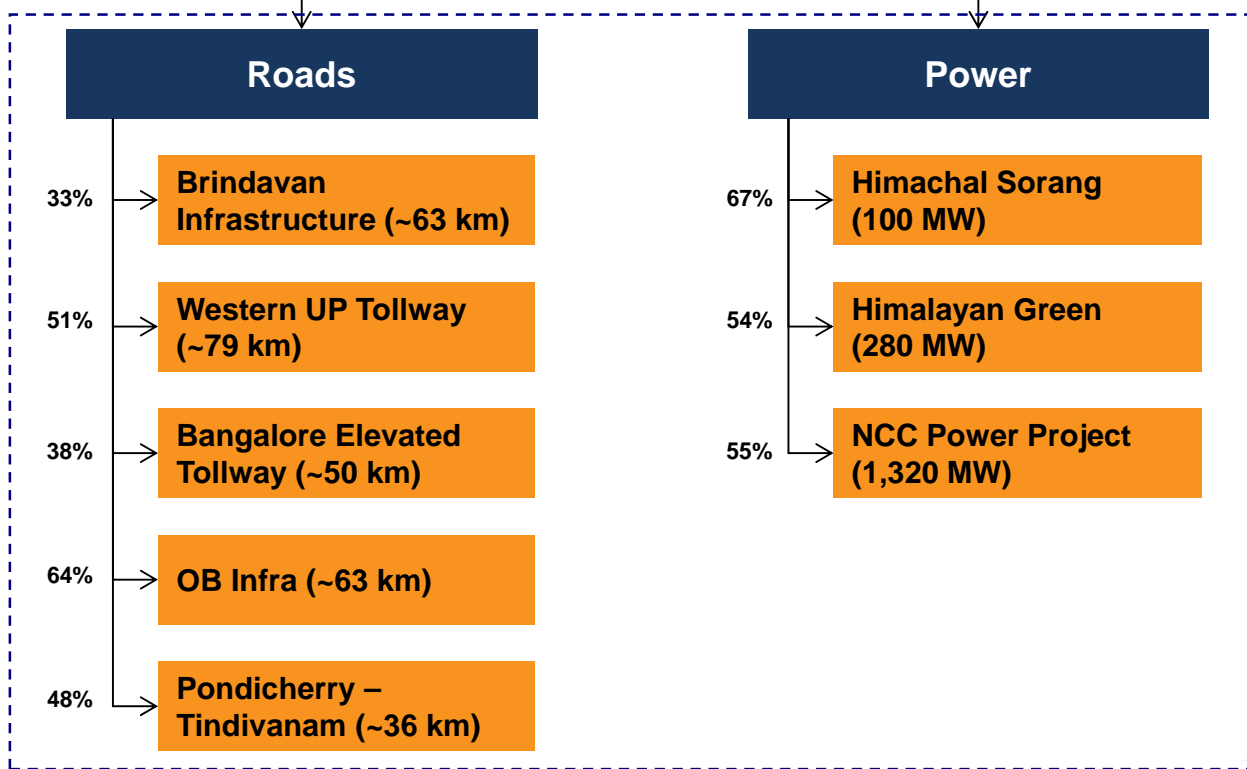 Roads
33%
Brindavan
Infrastructure (~63 km)
51%
Western UP Tollway
(~79 km)
38%
Bangalore Elevated
Tollway (~50 km)
64%
OB Infra (~63 km)
48%
Pondicherry –
Tindivanam (~36 km)
Power
67%
Himachal Sorang
(100 MW)
54%
Himalayan Green
(280 MW)
55%
NCC Power Project
(1,320 MW)